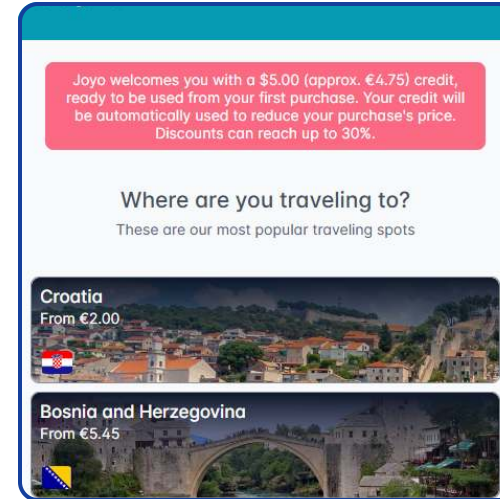 Joyo welcomes you with a $5.00 (approx. €4.75) credit,
ready to be used from your first purchase. Your credit will
be automatically used to reduce your purchase's price.
Discounts can reach up to 30%.
Where are you traveling to?
These are our most popular traveling spots
Croatia
From €2.00
Bosnia and Herzegovina
From €5.45